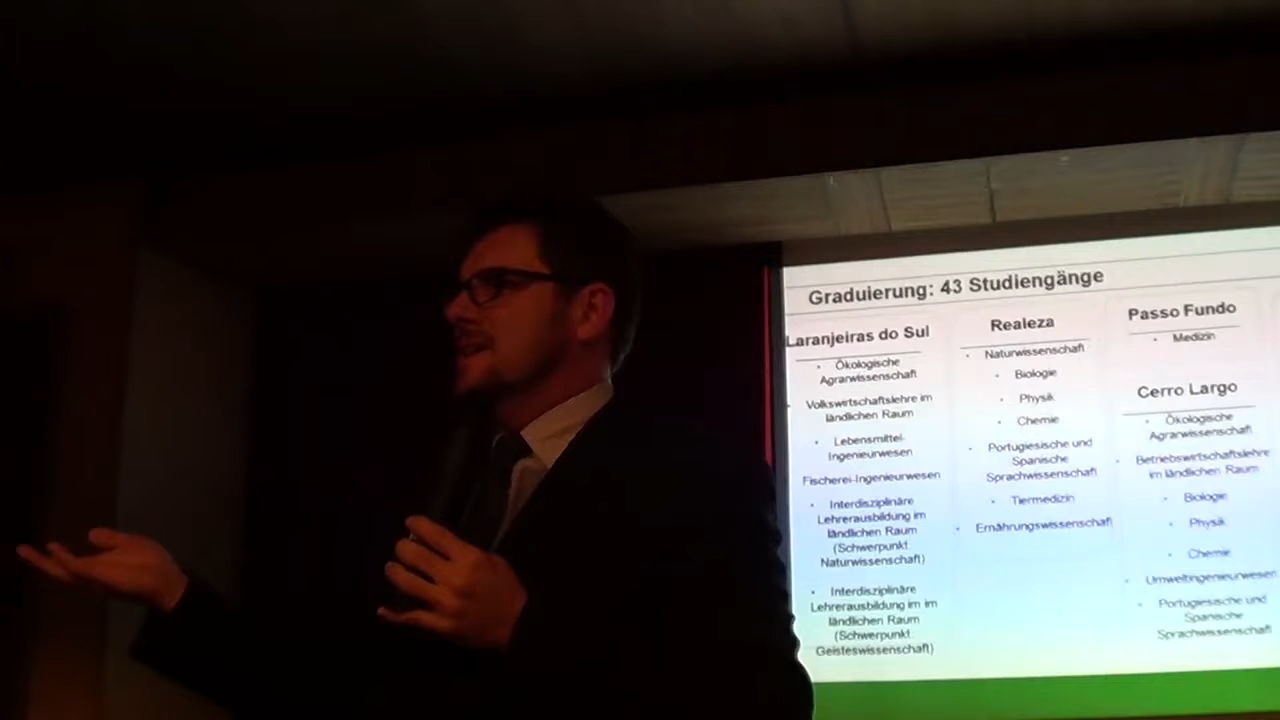 Graduierung: 43 Studiengänge
Laranjeiras do Sul
• Ökologische
Agrarwissenschaft
Volkswirtschaftslehre im
ländlichen Raum
• Lebensmittel-
Ingenieurwesen
Fischerei-Ingenieurwesen
• Interdisziplinäre
Lehrerausbildung im
ländlichen Raum
(Schwerpunkt
Naturwissenschaft)
• Interdisziplinäre
Lehrerausbildung im im
ländlichen Raum
(Schwerpunkt
Geisteswissenschaft)
Realeza
• Naturwissenschaft
• Biologie
• Physik
• Chemie
• Portugiesische und
Spanische
Sprachwissenschaft
• Tiermedizin
• Ernährungswissenschaft
Passo Fundo
• Medizin
Cerro Largo
• Ökologische
Agrarwissenschaft
• Betriebswirtschaftslehre
im ländlichen Raum
• Biologie
• Physik
• Chemie
• Umweltingenieurwesen
• Portugiesische und
Spanische
Sprachwissenschaft